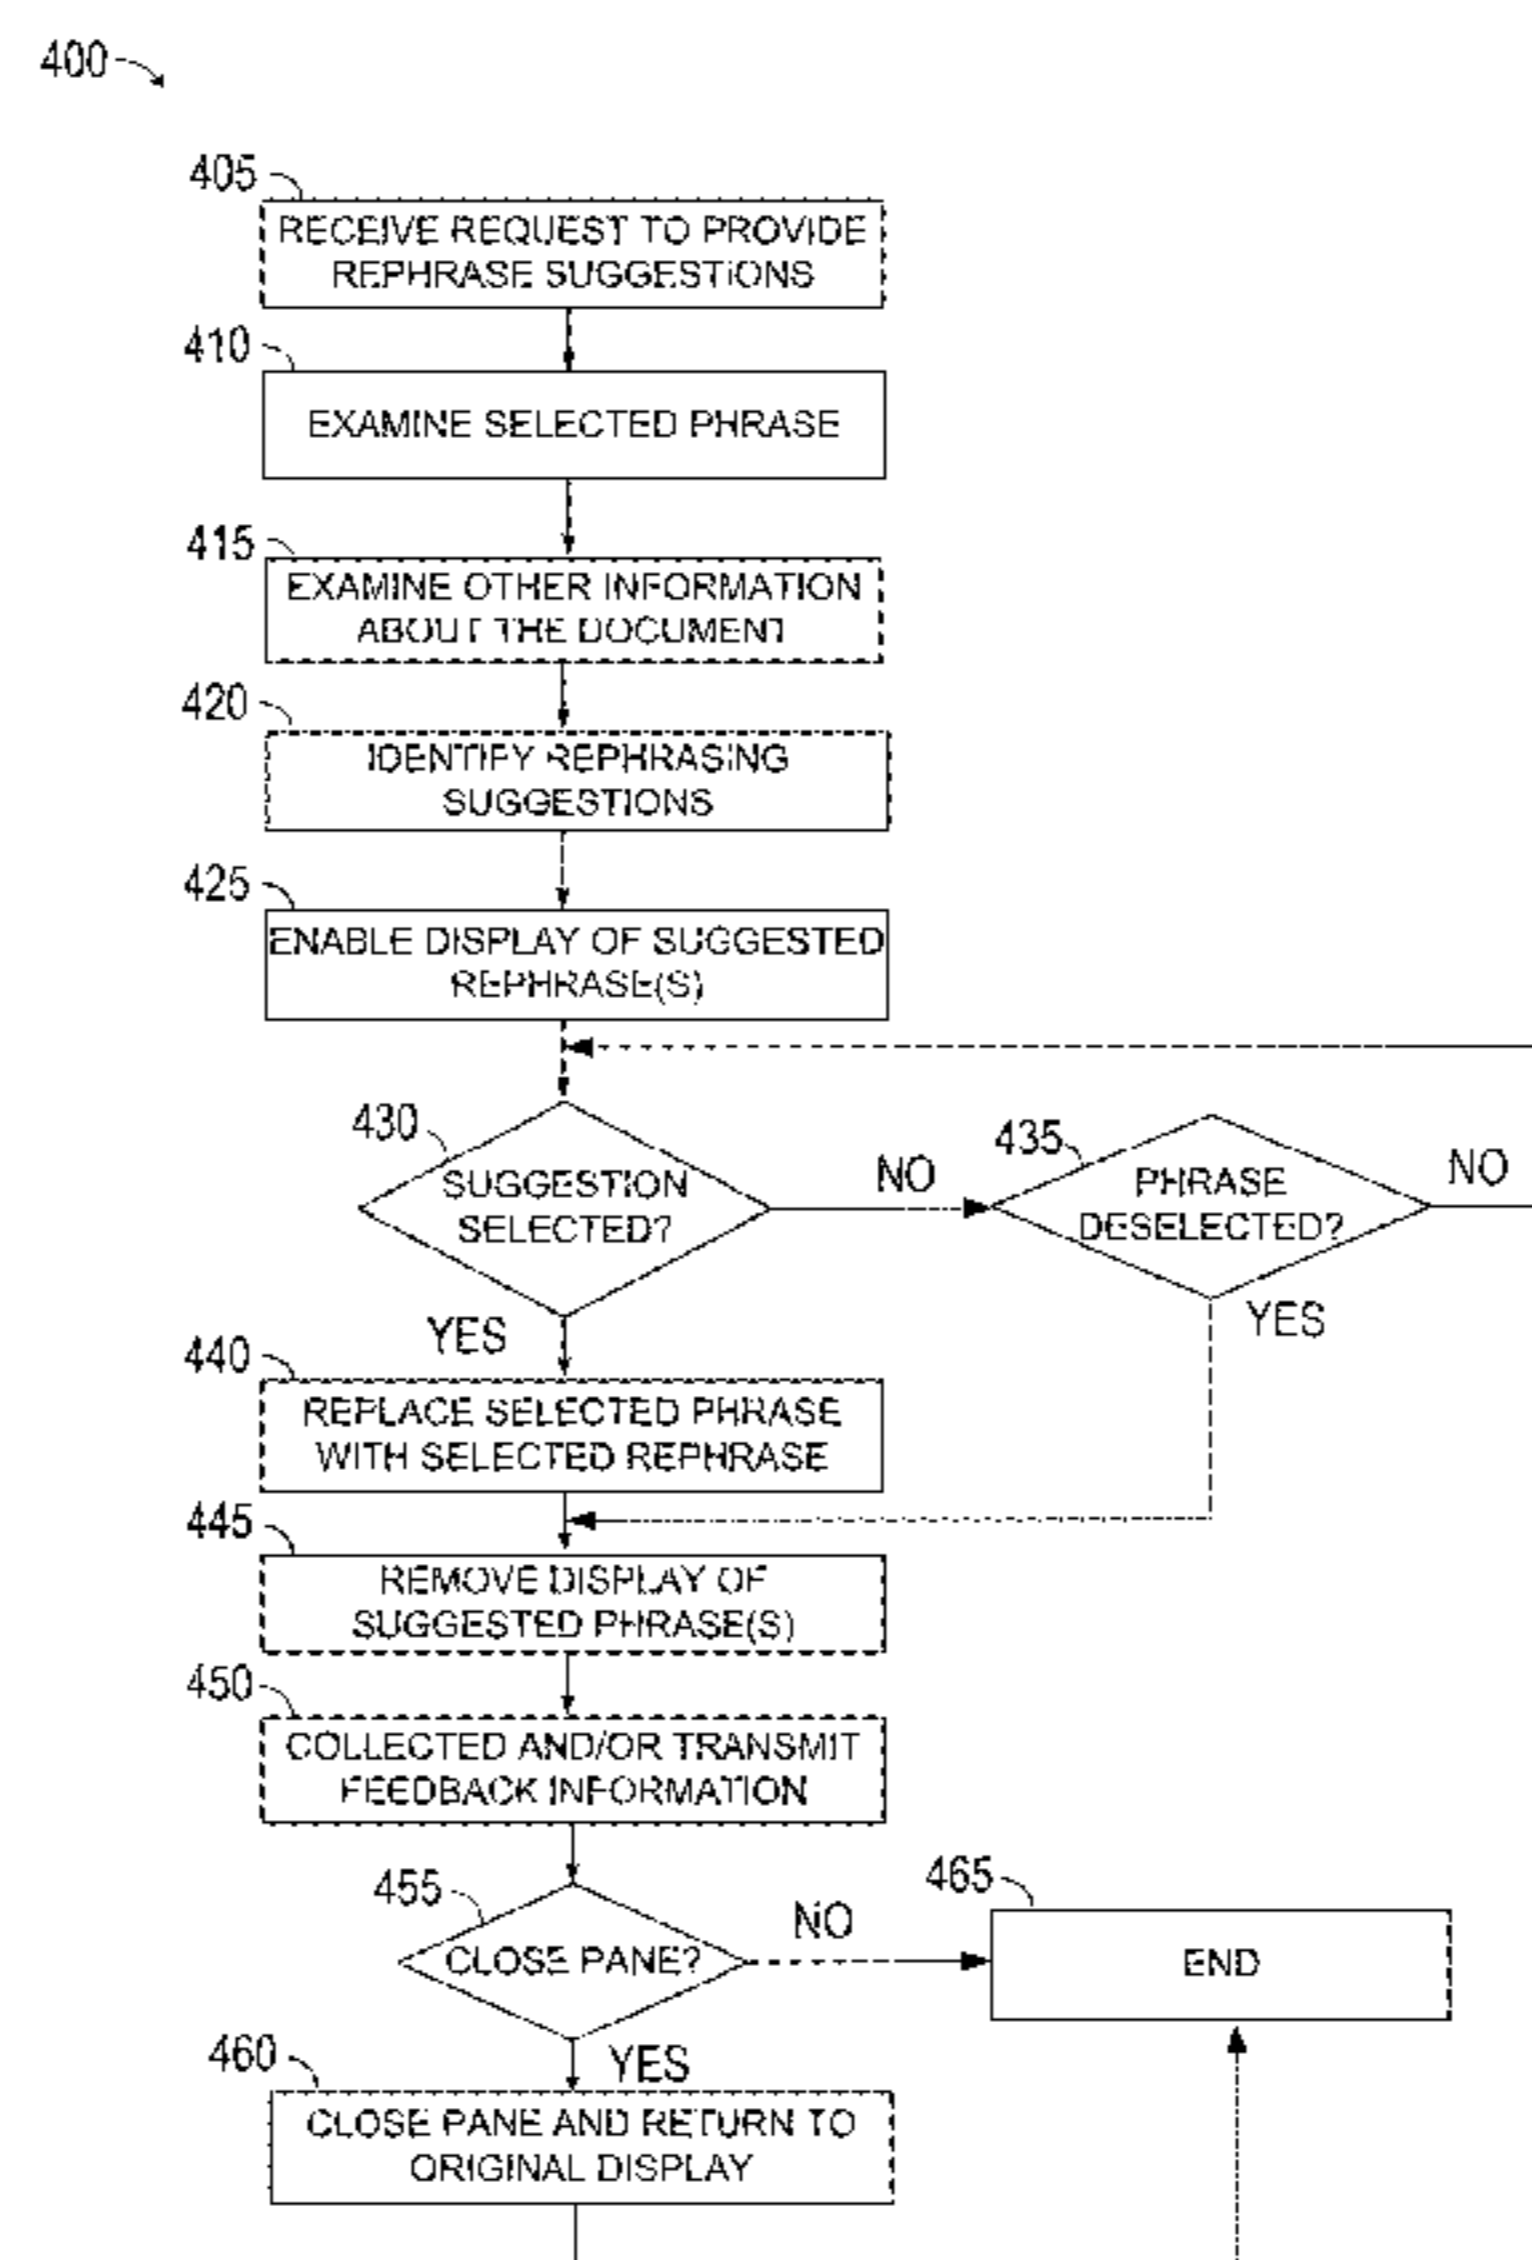 400
405
RECEIVE REQUEST TO PROVIDE
REPHRASE SUGGESTIONS
410
EXAMINE SELECTED PHRASE
415
EXAMINE OTHER INFORMATION
ABOUT THE DOCUMENT
420
IDENTIFY REPHRASING
SUGGESTIONS
425
ENABLE DISPLAY OF SUGGESTED
REPHRASE(S)
430
SUGGESTION
SELECTED?
NO
435
PHRASE
DESELECTED?
NO
YES
YES
440
REPLACE SELECTED PHRASE
WITH SELECTED REPHRASE
445
REMOVE DISPLAY OF
SUGGESTED PHRASE(S)
450
COLLECTED AND/OR TRANSMIT
FEEDBACK INFORMATION
455
CLOSE PANE?
NO
465
END
YES
460
CLOSE PANE AND RETURN TO
ORIGINAL DISPLAY